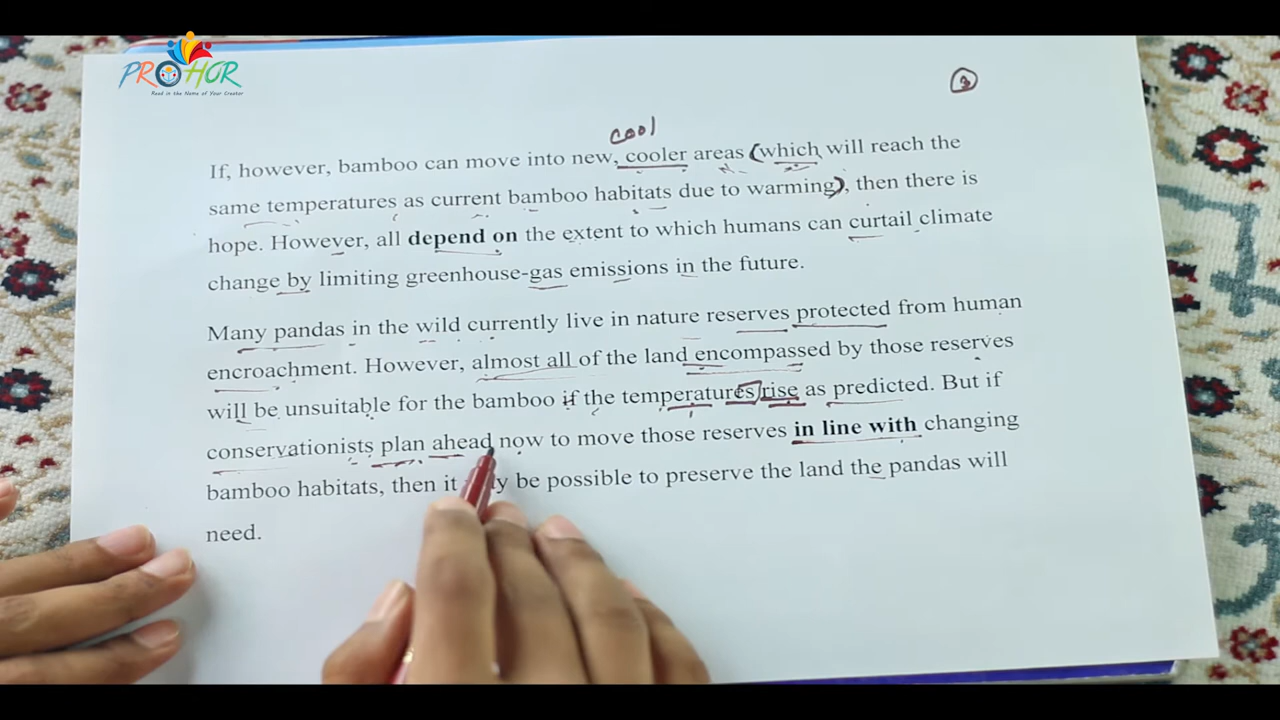 PROHOR
Read in the Name of Your Creator
3
cool
If, however, bamboo can move into new, cooler areas (which will reach the
same temperatures as current bamboo habitats due to warming), then there is
hope. However, all depend on the extent to which humans can curtail climate
change by limiting greenhouse-gas emissions in the future.
Many pandas in the wild currently live in nature reserves protected from human
encroachment. However, almost all of the land encompassed by those reserves
will be unsuitable for the bamboo if the temperatures rise as predicted. But if
conservationists plan ahead now to move those reserves in line with changing
bamboo habitats, then it be possible to preserve the land the pandas will
need.